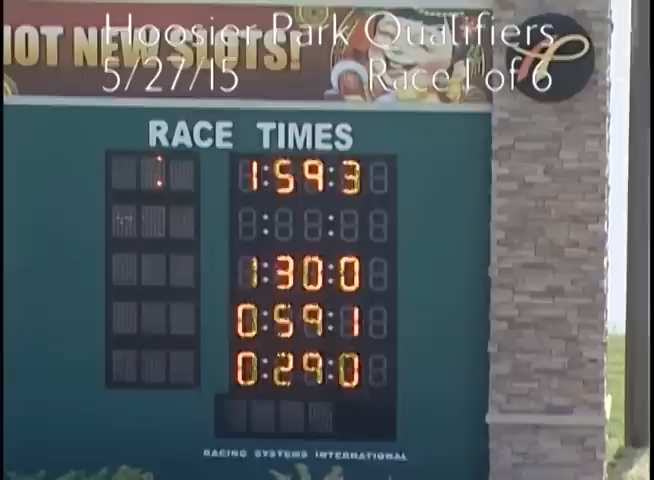 HOT NEW SLOTS!
Hoosier Park Qualifiers
5/27/15 Race 1 of 6
RACE TIMES
1 1:59:3
1:30:0
0:59:1
0:29:0
RACING SYSTEMS INTERNATIONAL